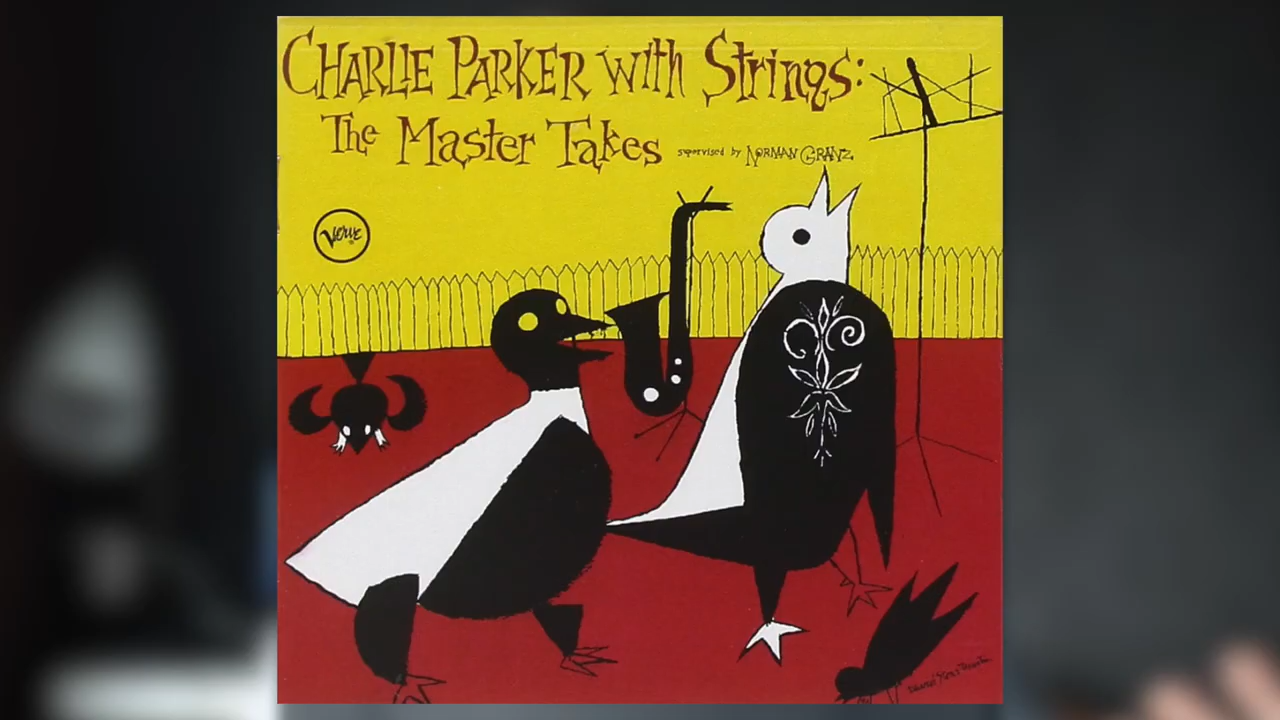 CHARLIE PARKER with Strings:
The Master Takes supervised by NORMAN GRANZ
Verve